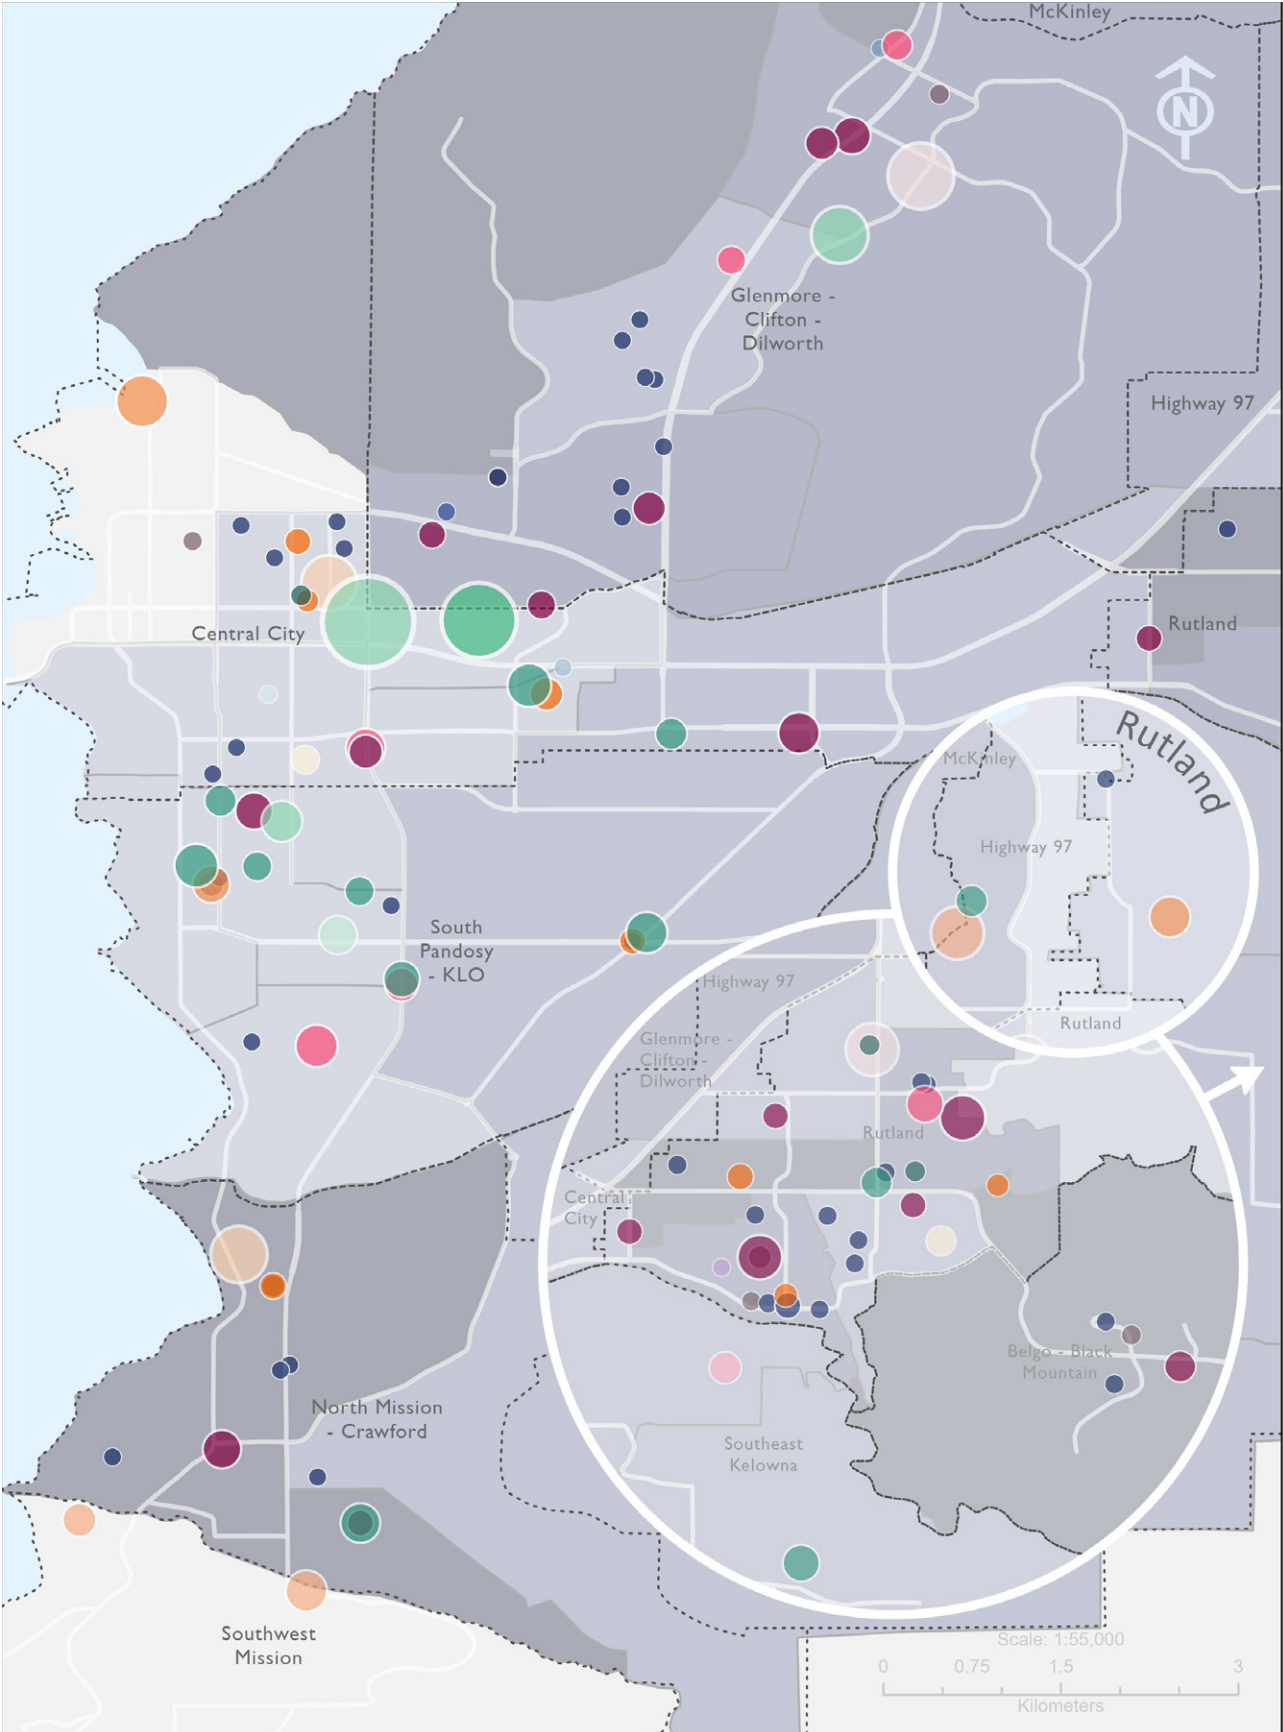 McKinley
N
Glenmore -
Clifton -
Dilworth
Highway 97
Rutland
Central City
Rutland
McKinley
Highway 97
Rutland
South
Pandosy
- KLO
Highway 97
Glenmore -
Clifton -
Dilworth
Rutland
Central
City
Belgo - Black
Mountain
North Mission
- Crawford
Southeast
Kelowna
Southwest
Mission
Scale: 1:55,000
0 0.75 1.5 3
Kilometers